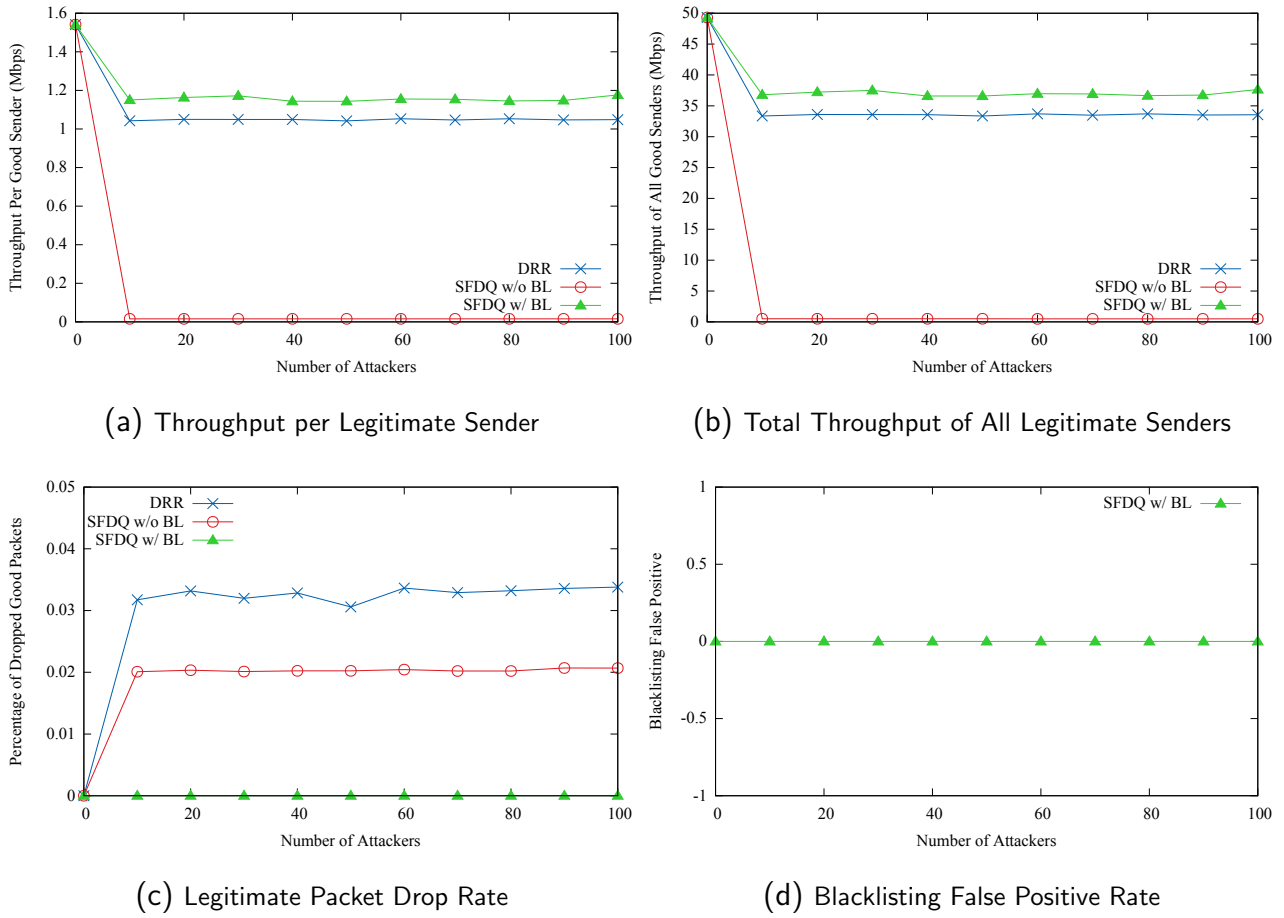 1.6
1.4
1.2
1
0.8
0.6
0.4
0.2
0
0 20 40 60 80 100
Throughput Per Good Sender (Mbps)
Number of Attackers
DRR
SFDQ w/o BL
SFDQ w/ BL
(a) Throughput per Legitimate Sender
50
45
40
35
30
25
20
15
10
5
0
0 20 40 60 80 100
Throughput of All Good Senders (Mbps)
Number of Attackers
DRR
SFDQ w/o BL
SFDQ w/ BL
(b) Total Throughput of All Legitimate Senders
0.05
0.04
0.03
0.02
0.01
0
0 20 40 60 80 100
Percentage of Dropped Good Packets
Number of Attackers
DRR
SFDQ w/o BL
SFDQ w/ BL
(c) Legitimate Packet Drop Rate
1
0.5
0
-0.5
-1
0 20 40 60 80 100
Blacklisting False Positive
Number of Attackers
SFDQ w/ BL
(d) Blacklisting False Positive Rate